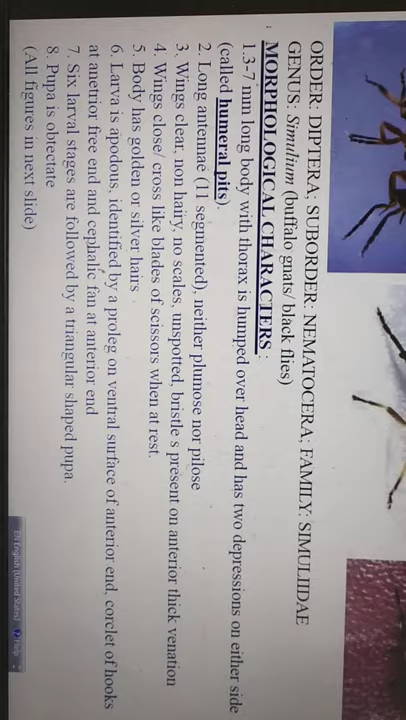 ORDER: DIPTERA; SUBORDER: NEMATOCERA; FAMILY: SIMULIIDAE
GENUS: Simulium (buffalo gnats/ black flies)
MORPHOLOGICAL CHARACTERS:
1.3-7 mm long body with thorax is humped over head and has two depressions on either side
(called humeral pits).
2. Long antennae (11 segmented), neither plumose nor pilose
3. Wings clear, non hairy, no scales, unspotted, bristle s present on anterior thick venation
4. Wings close/ cross like blades of scissors when at rest.
5. Body has golden or silver hairs
6. Larva is apodous, identified by a proleg on ventral surface of anterior end, corclet of hooks
at anetrior free end and cephalic fan at anterior end
7. Six larval stages are followed by a triangular shaped pupa.
8. Pupa is obtectate
(All figures in next slide)
EN English (United States) Help